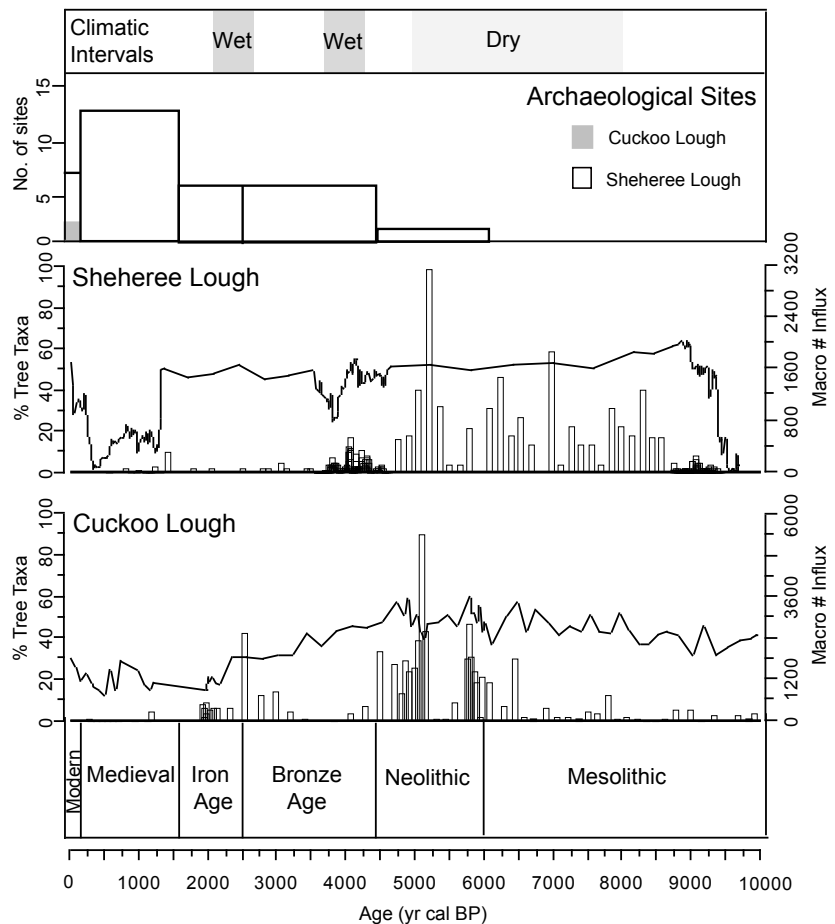 Climatic
Intervals
Wet
Wet
Dry
No. of sites
15
10
5
0
Archaeological Sites
Cuckoo Lough
Sheheree Lough
Sheheree Lough
% Tree Taxa
100
80
60
40
20
0
Macro # Influx
3200
2400
1600
800
0
Cuckoo Lough
% Tree Taxa
100
80
60
40
20
0
Macro # Influx
6000
3600
1200
0
Modern
Medieval
Iron
Age
Bronze
Age
Neolithic
Mesolithic
0 1000 2000 3000 4000 5000 6000 7000 8000 9000 10000
Age (yr cal BP)